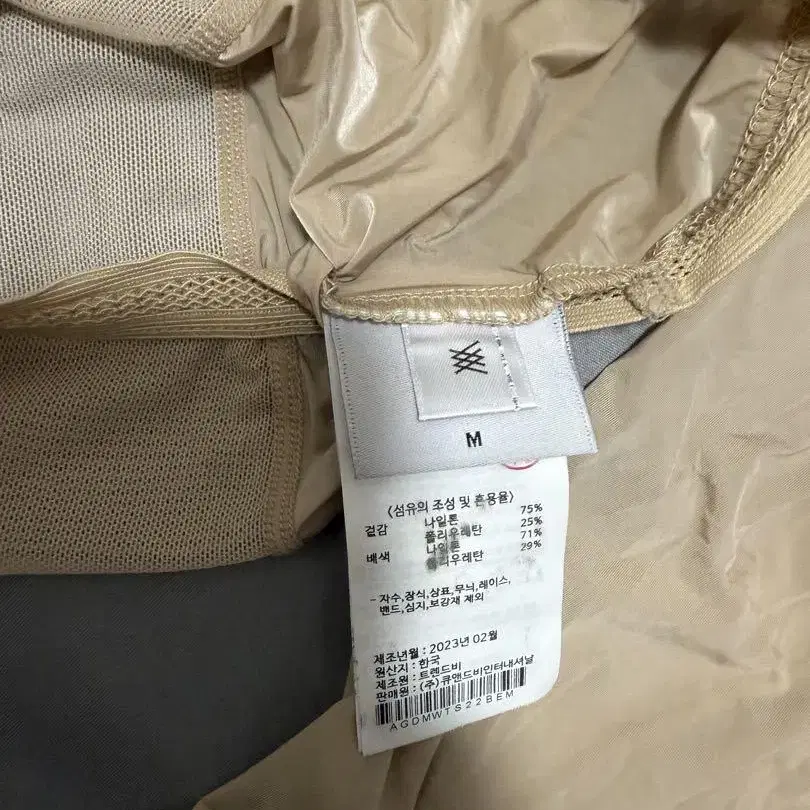 M
〈섬유의 조성 및 혼용율〉
겉감 나일론 75%
폴리우레탄 25%
배색 나일론 71%
폴리우레탄 29%
- 자수,장식,상표,무늬,레이스,
밴드,심지,보강재 제외
제조년월 : 2023년 02월
원산지 : 한국
제조원 : 트렌드비
판매원 : (주)큐앤드비인터내셔날
AGDMWTS22BEM